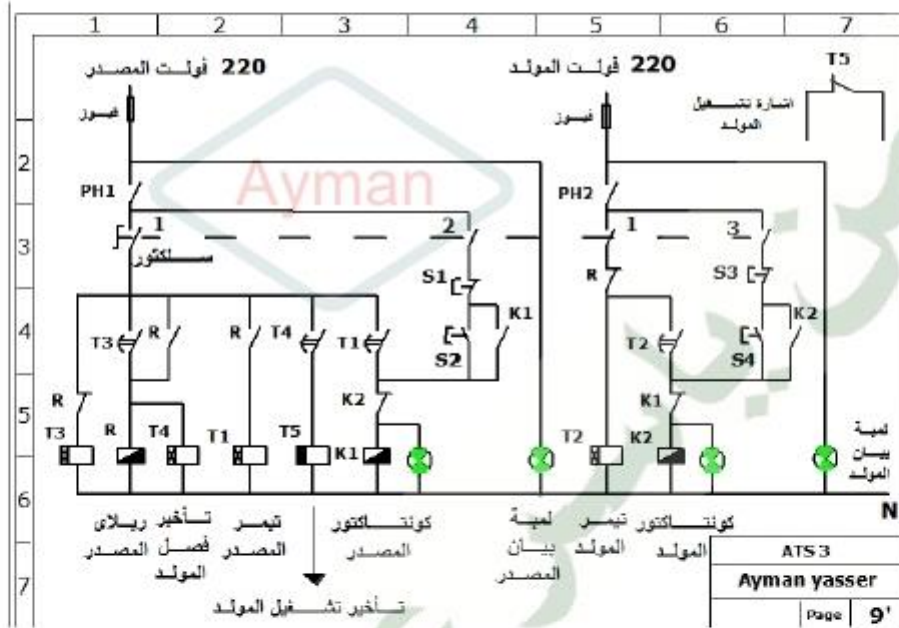 1 2 3 4 5 6 7
220 فولت المصدر
220 فولت المولد
T5
فيوز
فيوز
اشارة تشغيل
المولد
2
PH1
Ayman
PH2
3
1
2
1
3
سلكتور
S1
R
S3
4
T3
R
R
T4
T1
S2
K1
T2
S4
K2
5
R
K2
K1
T3
R
T4
T1
T5
K1
T2
K2
لمبة
بيان
المولد
6
N
ريلاي
المصدر
تأخير
فصل
المولد
تيمر
المصدر
كونتاكتور
المصدر
لمبة
بيان
المصدر
تيمر
المولد
كونتاكتور
المولد
7
تأخير تشغيل المولد
ATS 3
Ayman yasser
Page 9'